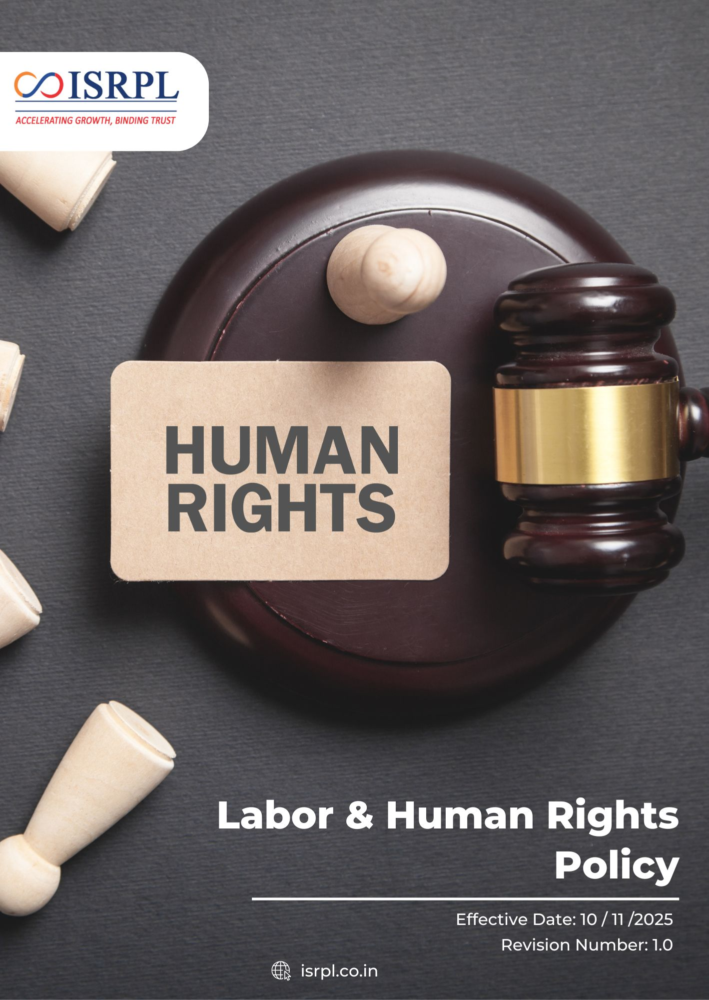 ISRPL
ACCELERATING GROWTH, BINDING TRUST
HUMAN
RIGHTS
Labor & Human Rights
Policy
Effective Date: 10 / 11 /2025
Revision Number: 1.0
isrpl.co.in